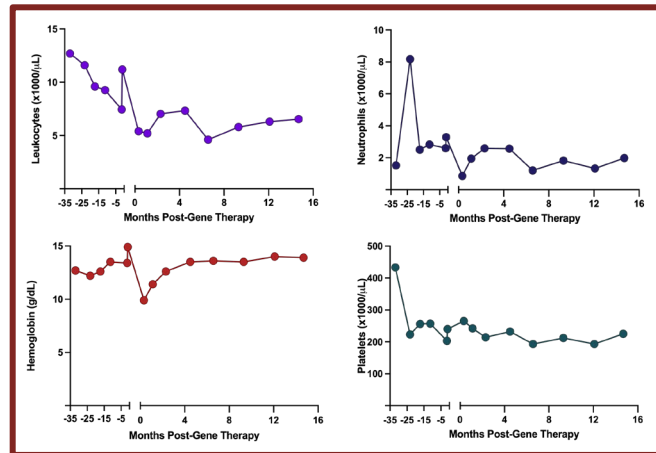 Leukocytes (x1000/µL)
15
10
5
-35 -25 -15 -5 0 4 8 12 16
Months Post-Gene Therapy
Neutrophils (x1000/µL)
10
8
6
4
2
-35 -25 -15 -5 0 4 8 12 16
Months Post-Gene Therapy
Hemoglobin (g/dL)
15
10
5
-35 -25 -15 -5 0 4 8 12 16
Months Post-Gene Therapy
Platelets (x1000/µL)
500
400
300
200
100
-35 -25 -15 -5 0 4 8 12 16
Months Post-Gene Therapy